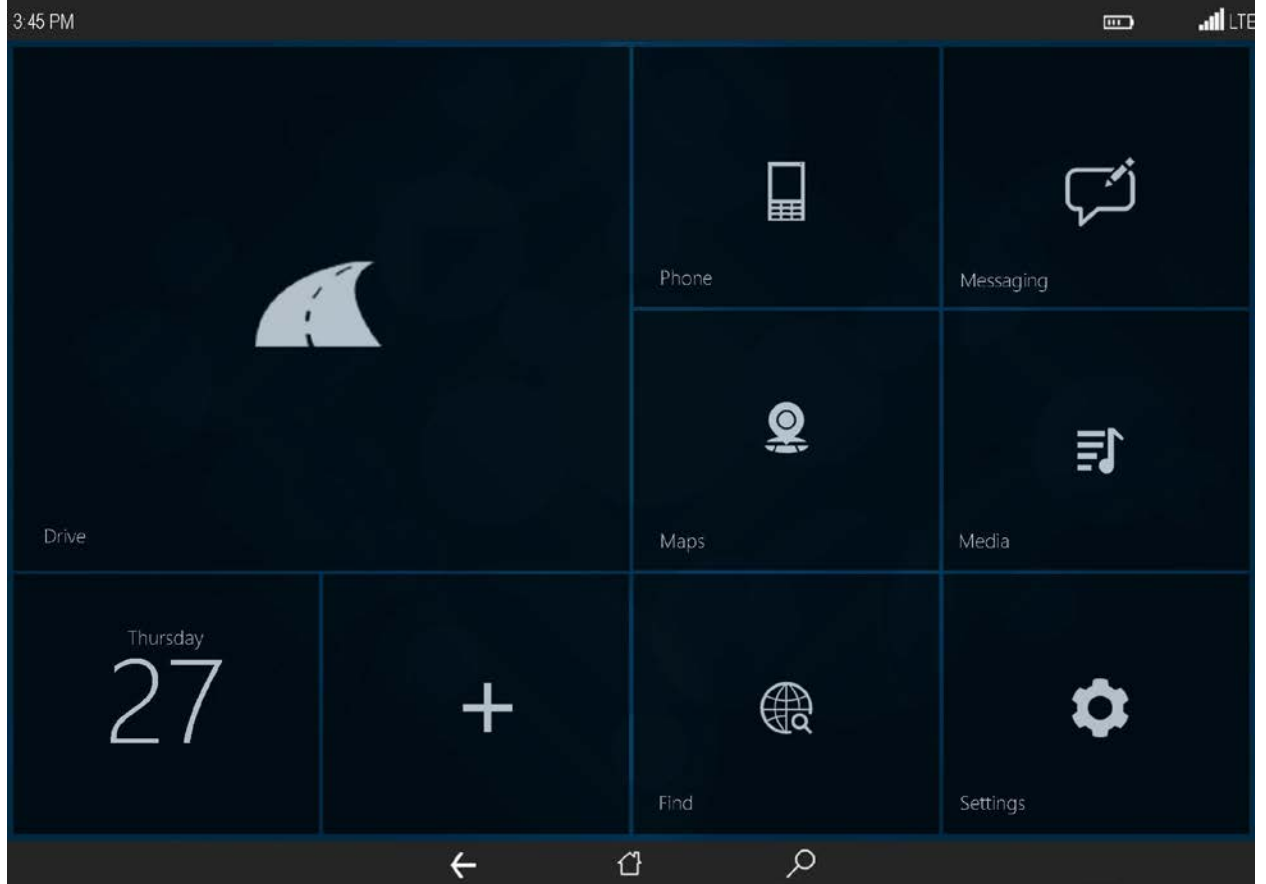 3:45 PM
LTE
Phone
Messaging
Drive
Maps
Media
Thursday
27
Find
Settings